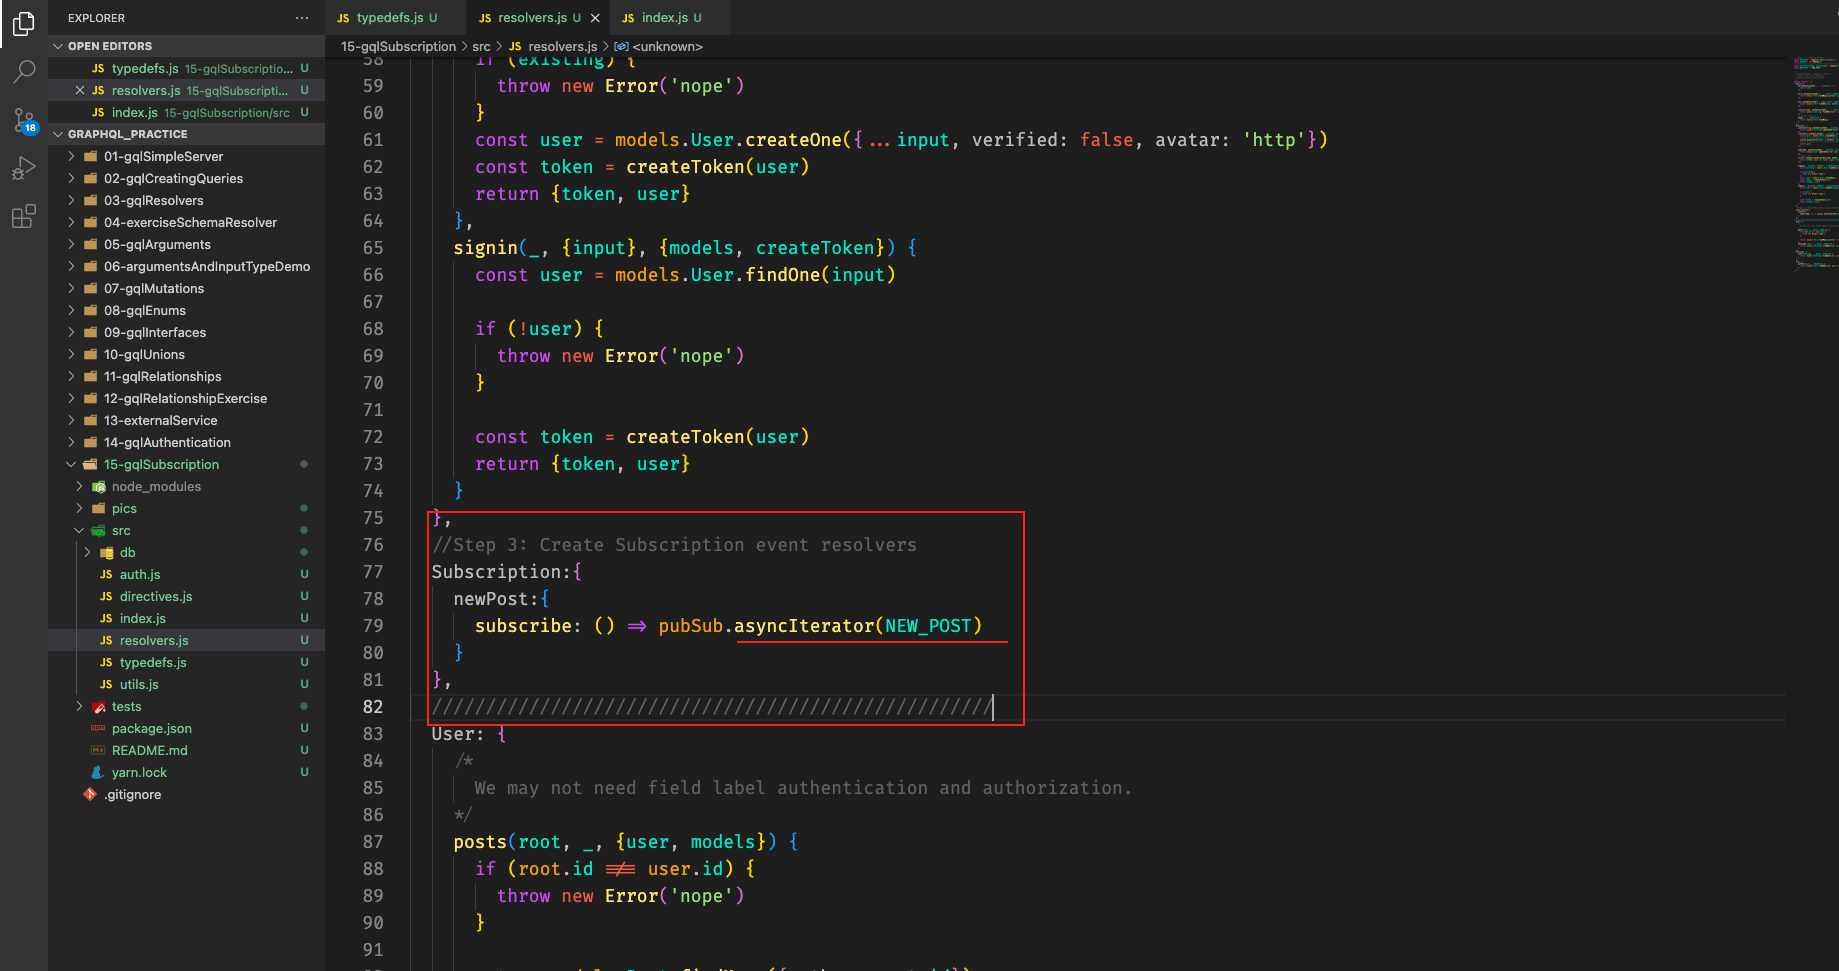 EXPLORER
OPEN EDITORS
JS typedefs.js 15-gqlSubscriptio... U
JS resolvers.js 15-gqlSubscripti... U
JS index.js 15-gqlSubscription/src U
GRAPHQL_PRACTICE
01-gqlSimpleServer
02-gqlCreatingQueries
03-gqlResolvers
04-exerciseSchemaResolver
05-gqlArguments
06-argumentsAndInputTypeDemo
07-gqlMutations
08-gqlEnums
09-gqlInterfaces
10-gqlUnions
11-gqlRelationships
12-gqlRelationshipExercise
13-externalService
14-gqlAuthentication
15-gqlSubscription
node_modules
pics
src
db
JS auth.js U
JS directives.js U
JS index.js U
JS resolvers.js U
JS typedefs.js U
JS utils.js U
tests
package.json U
README.md U
yarn.lock U
.gitignore
18
JS typedefs.js U
JS resolvers.js U
JS index.js U
15-gqlSubscription > src > JS resolvers.js > <unknown>
58 if (existing) {
59 throw new Error('nope')
60 }
61 const user = models.User.createOne({...input, verified: false, avatar: 'http'})
62 const token = createToken(user)
63 return {token, user}
64 },
65 signin(_, {input}, {models, createToken}) {
66 const user = models.User.findOne(input)
67
68 if (!user) {
69 throw new Error('nope')
70 }
71
72 const token = createToken(user)
73 return {token, user}
74 }
75 },
76 //Step 3: Create Subscription event resolvers
77 Subscription:{
78 newPost:{
79 subscribe: () => pubSub.asyncIterator(NEW_POST)
80 }
81 },
82 ////////////////////////////////////////////////////
83 User: {
84 /*
85 We may not need field label authentication and authorization.
86 */
87 posts(root, _, {user, models}) {
88 if (root.id !== user.id) {
89 throw new Error('nope')
90 }
91